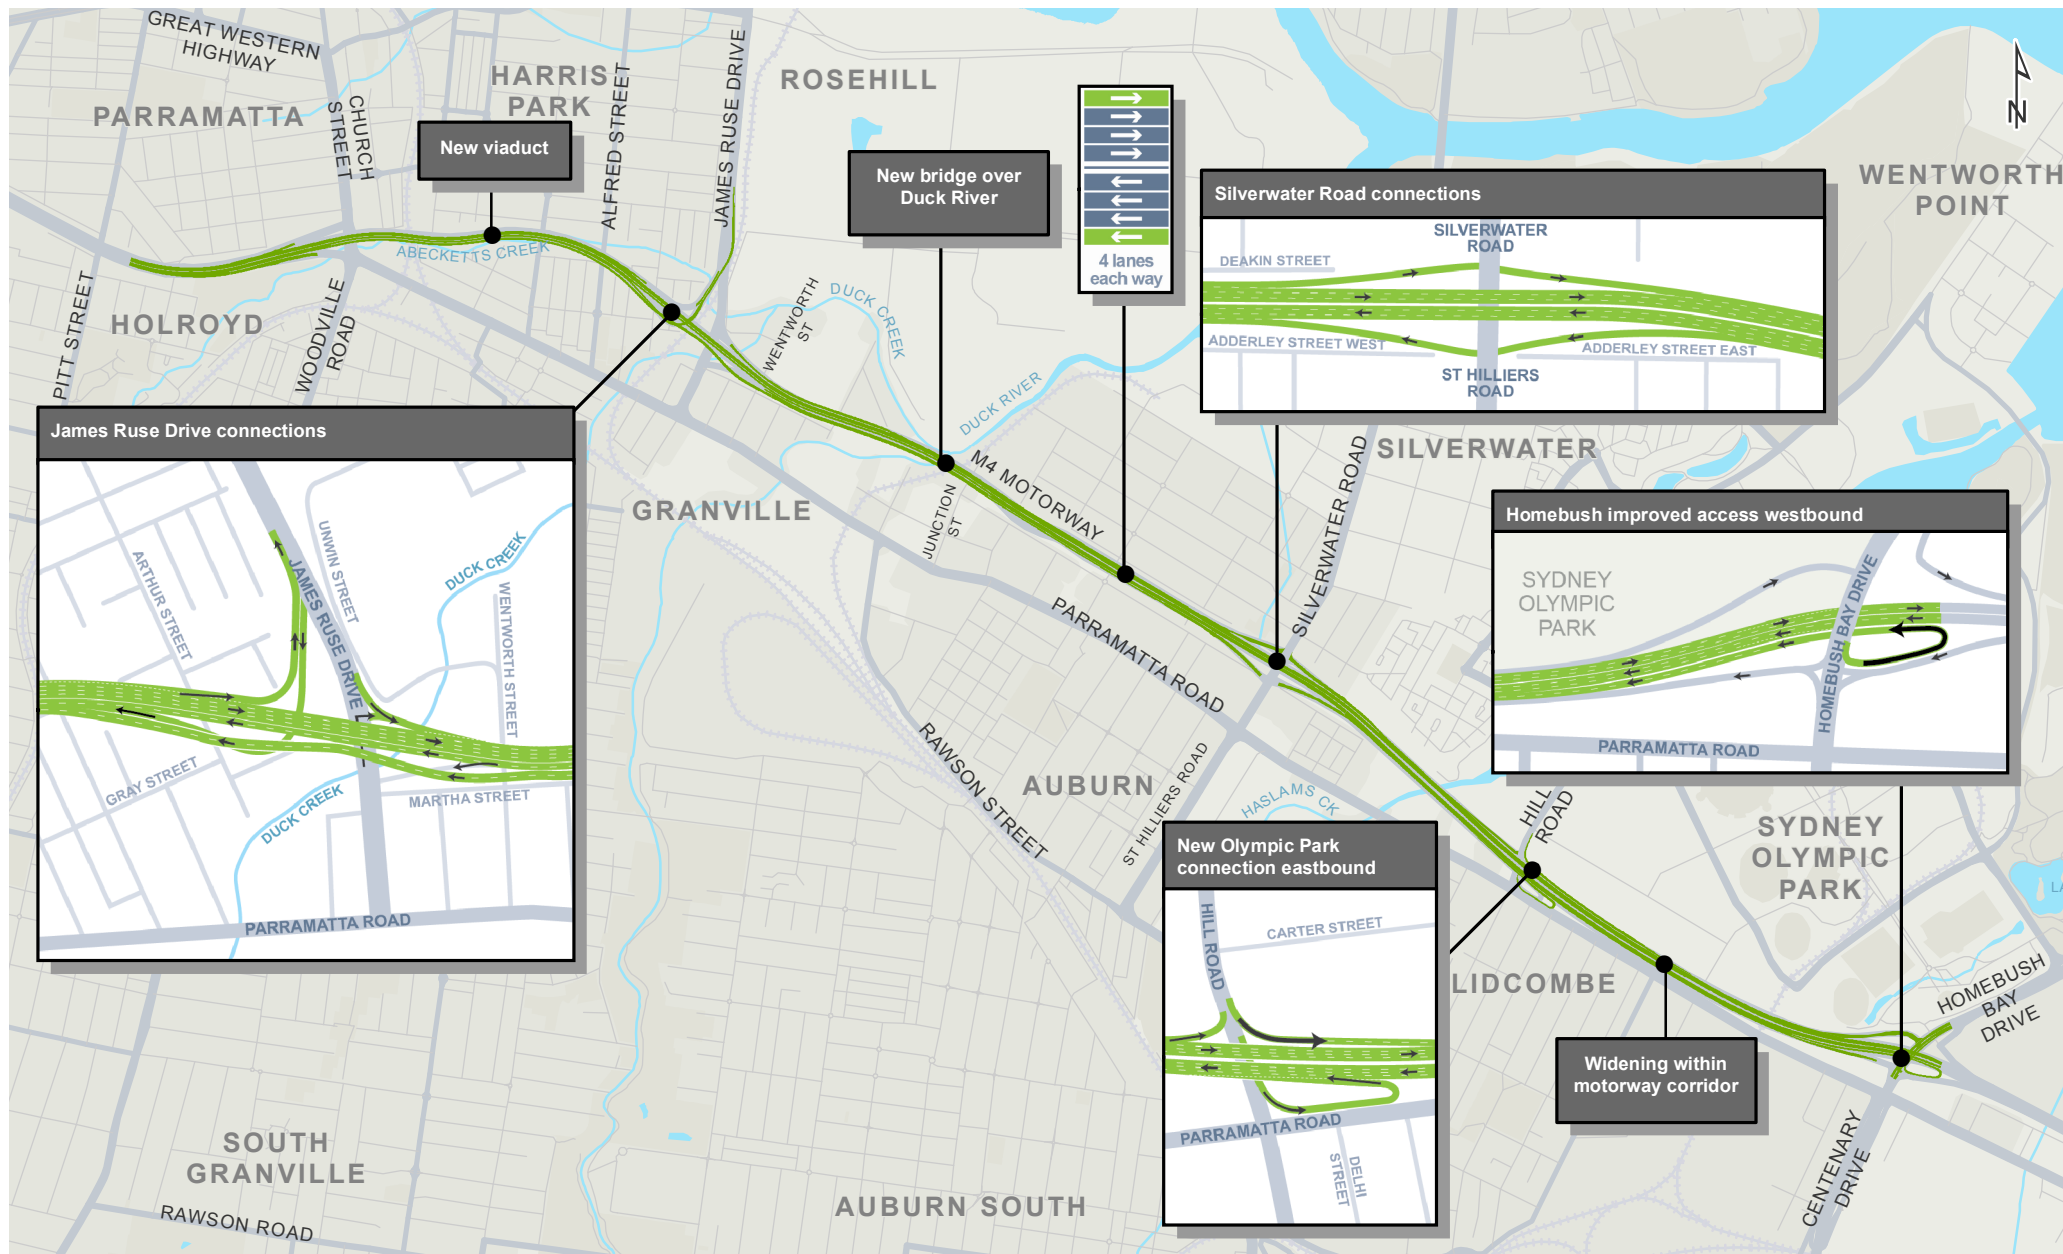 GREAT WESTERN
HIGHWAY
PARRAMATTA
CHURCH
STREET
HARRIS
PARK
ALFRED STREET
JAMES RUSE DRIVE
ROSEHILL
N
WENTWORTH
POINT
New viaduct
New bridge over
Duck River
4 lanes
each way
Silverwater Road connections
SILVERWATER
ROAD
DEAKIN STREET
ADDERLEY STREET WEST
ADDERLEY STREET EAST
ST HILLIERS
ROAD
ABECKETTS CREEK
PITT STREET
HOLROYD
WOODVILLE
ROAD
WENTWORTH
ST
DUCK CREEK
DUCK RIVER
James Ruse Drive connections
ARTHUR STREET
UNWIN STREET
JAMES RUSE DRIVE
DUCK CREEK
WENTWORTH STREET
GRAY STREET
DUCK CREEK
MARTHA STREET
PARRAMATTA ROAD
GRANVILLE
JUNCTION
ST
M4 MOTORWAY
SILVERWATER
SILVERWATER ROAD
PARRAMATTA ROAD
Homebush improved access westbound
SYDNEY
OLYMPIC
PARK
HOMEBUSH BAY DRIVE
PARRAMATTA ROAD
RAWSON STREET
AUBURN
ST HILLIERS ROAD
HASLAMS CK
HILL
ROAD
SYDNEY
OLYMPIC
PARK
LA
New Olympic Park
connection eastbound
HILL ROAD
CARTER STREET
PARRAMATTA ROAD
DELHI
STREET
LIDCOMBE
HOMEBUSH
BAY
DRIVE
Widening within
motorway corridor
CENTENARY
DRIVE
SOUTH
GRANVILLE
RAWSON ROAD
AUBURN SOUTH